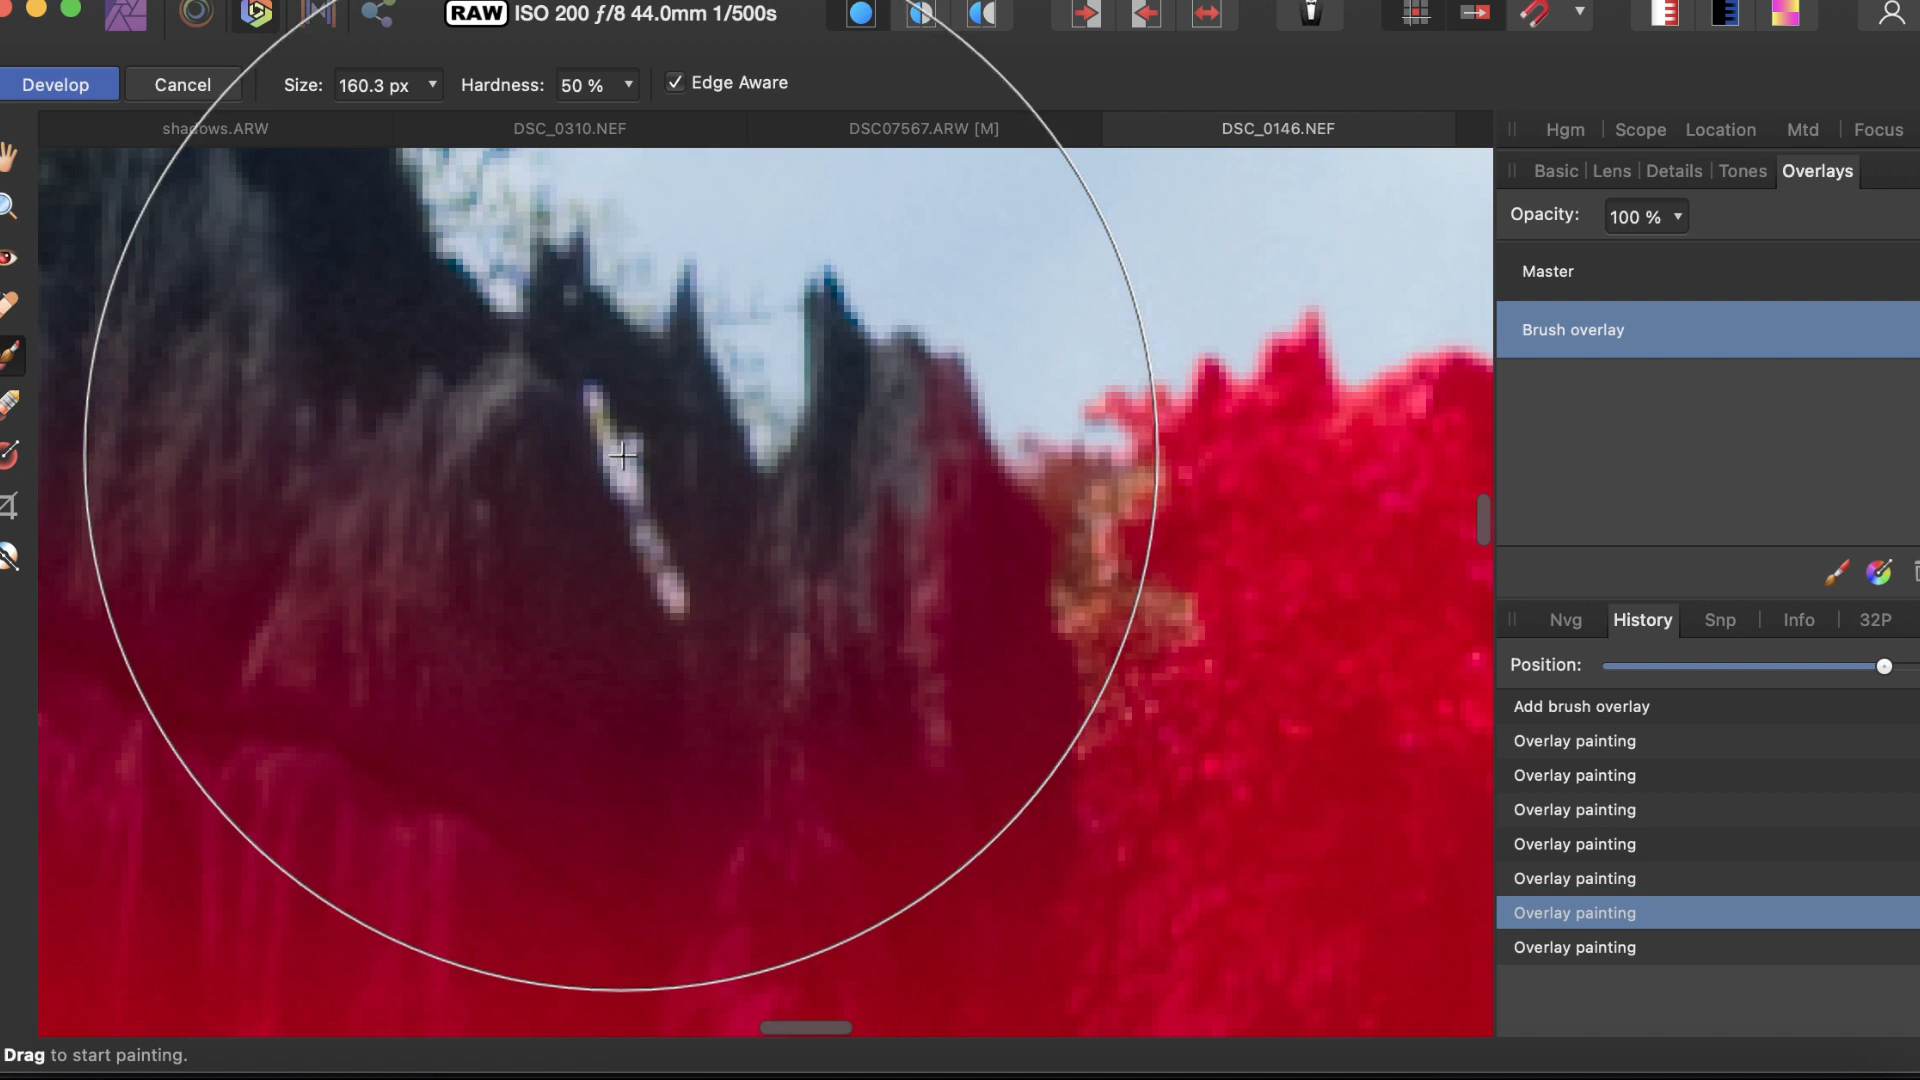 RAW ISO 200 ƒ/8 44.0mm 1/500s
Develop Cancel Size: 160.3 px Hardness: 50 % Edge Aware
shadows.ARW DSC_0310.NEF DSC07567.ARW [M] DSC_0146.NEF
Hgm Scope Location Mtd Focus
Basic Lens Details Tones Overlays
Opacity: 100 %
Master
Brush overlay
Nvg History Snp Info 32P
Position:
Add brush overlay
Overlay painting
Overlay painting
Overlay painting
Overlay painting
Overlay painting
Overlay painting
Overlay painting
Drag to start painting.